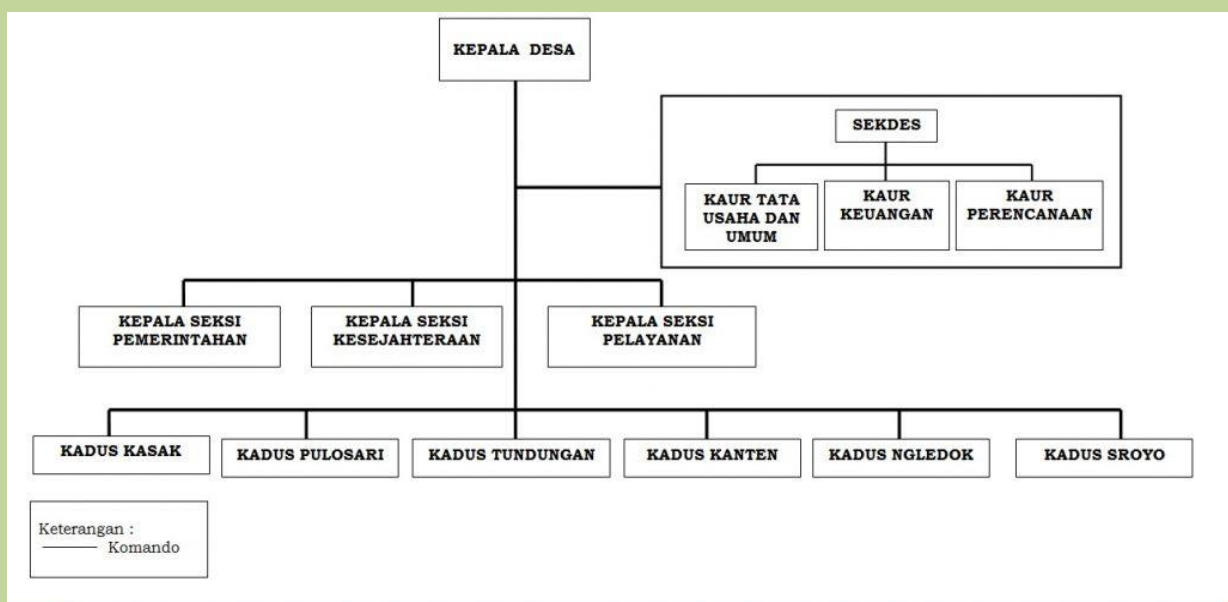 KEPALA DESA
SEKDES
KAUR TATA
USAHA DAN
UMUM
KAUR
KEUANGAN
KAUR
PERENCANAAN
KEPALA SEKSI
PEMERINTAHAN
KEPALA SEKSI
KESEJAHTERAAN
KEPALA SEKSI
PELAYANAN
KADUS KASAK
KADUS PULOSARI
KADUS TUNDUNGAN
KADUS KANTEN
KADUS NGLEDOK
KADUS SROYO
Keterangan :
Komando